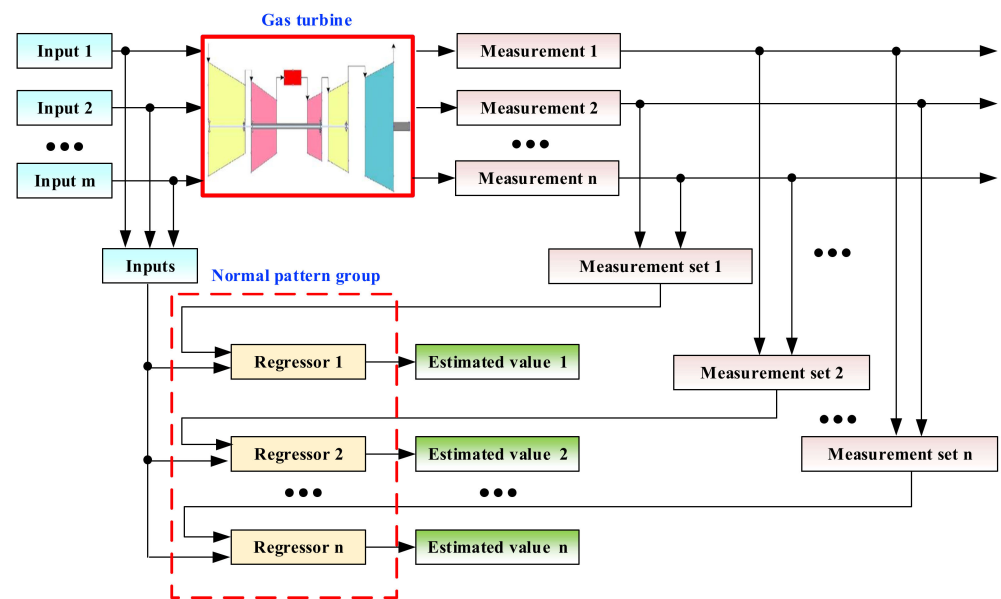 Gas turbine
Input 1
Measurement 1
Input 2
Measurement 2
Input m
Measurement n
Inputs
Measurement set 1
Normal pattern group
Regressor 1
Estimated value 1
Measurement set 2
Regressor 2
Estimated value 2
Measurement set n
Regressor n
Estimated value n